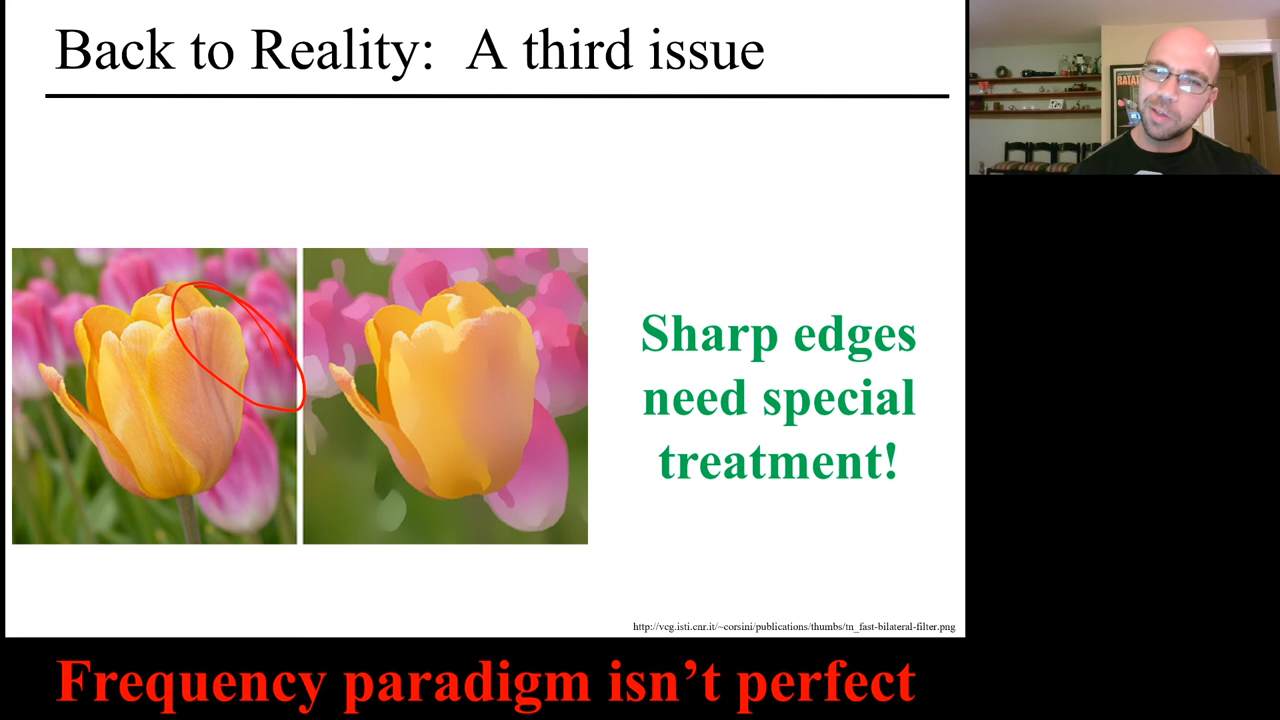 Back to Reality: A third issue
RATAT
Sharp edges
need special
treatment!
http://vcg.isti.cnr.it/~corsini/publications/thumbs/tn_fast-bilateral-filter.png
Frequency paradigm isn't perfect